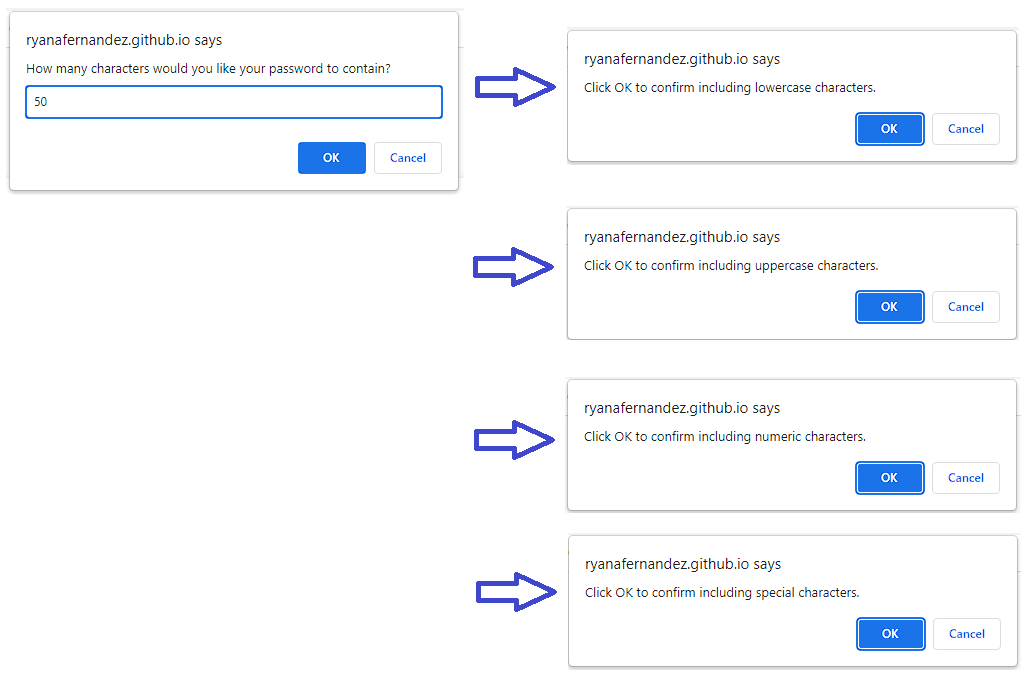 ryanafernandez.github.io says
How many characters would you like your password to contain?
50
OK
Cancel
ryanafernandez.github.io says
Click OK to confirm including lowercase characters.
OK
Cancel
ryanafernandez.github.io says
Click OK to confirm including uppercase characters.
OK
Cancel
ryanafernandez.github.io says
Click OK to confirm including numeric characters.
OK
Cancel
ryanafernandez.github.io says
Click OK to confirm including special characters.
OK
Cancel